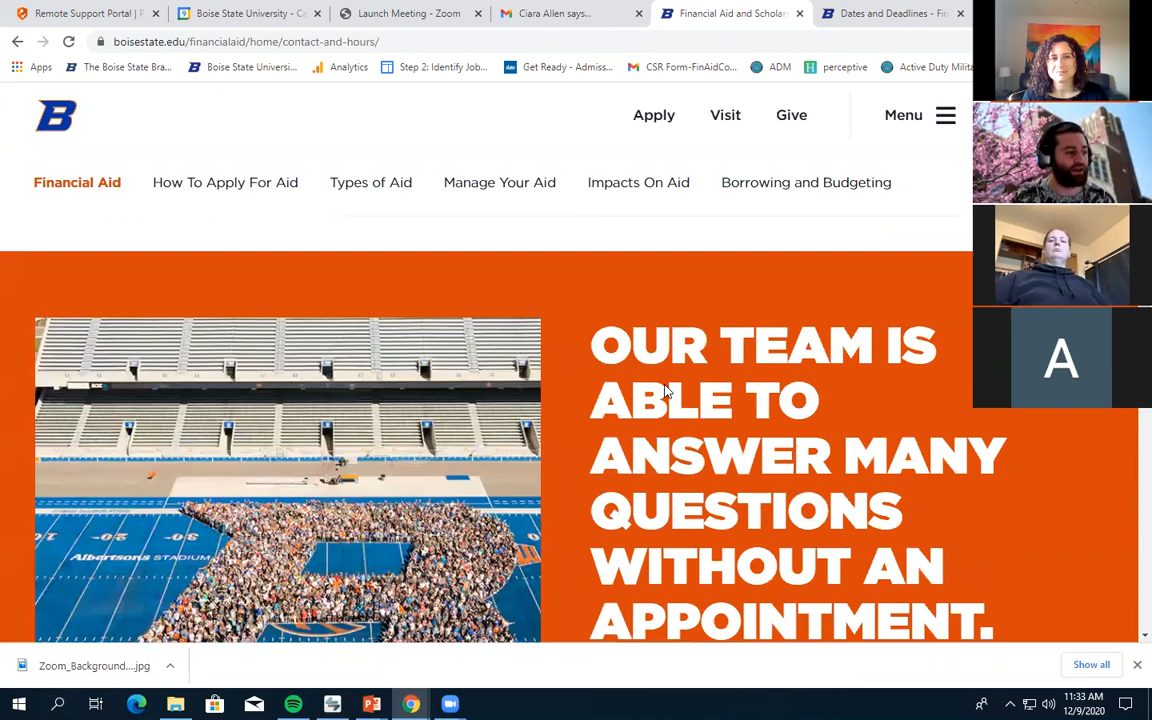 Remote Support Portal | P
Boise State University - Ca
Launch Meeting - Zoom
Ciara Allen says...
Financial Aid and Scholar
Dates and Deadlines - Fin
boisestate.edu/financialaid/home/contact-and-hours/
Apps
The Boise State Bra...
Boise State Universi...
Analytics
Step 2: Identify Job...
Get Ready - Admiss...
CSR Form-FinAidCo...
ADM
perceptive
Active Duty Milita
B
Apply
Visit
Give
Menu
Financial Aid
How To Apply For Aid
Types of Aid
Manage Your Aid
Impacts On Aid
Borrowing and Budgeting
OUR TEAM IS
ABLE TO
ANSWER MANY
QUESTIONS
WITHOUT AN
APPOINTMENT.
Albertsons STADIUM
A
Zoom_Background....jpg
Show all
11:33 AM
12/9/2020